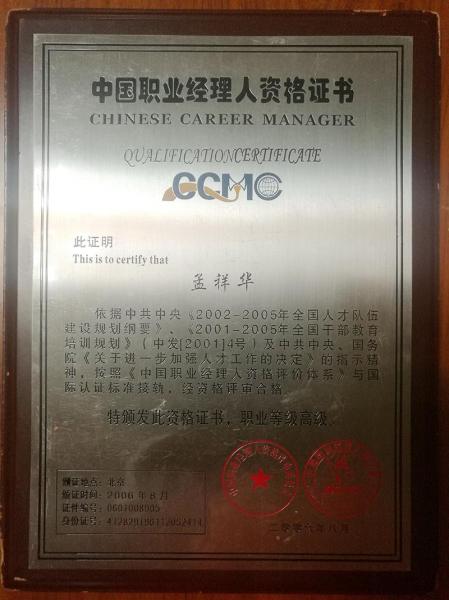 中国职业经理人资格证书
CHINESE CAREER MANAGER
QUALIFICATION CERTIFICATE
CCMC
此证明
This is to certify that
孟祥华
依据中共中央《2002-2005年全国人才队伍
建设规划纲要》、《2001-2005年全国干部教育
培训规划》(中发[2001]4号)及中共中央、国务
院《关于进一步加强人才工作的决定》的指示精
神,按照《中国职业经理人资格评价体系》与国
际认证标准接轨,经资格评审合格。
特颁发此资格证书,职业等级高级。
颁证地点:北京
颁证时间:2006年8月
证件编号:0607008905
身份证号:
二零零六年八月